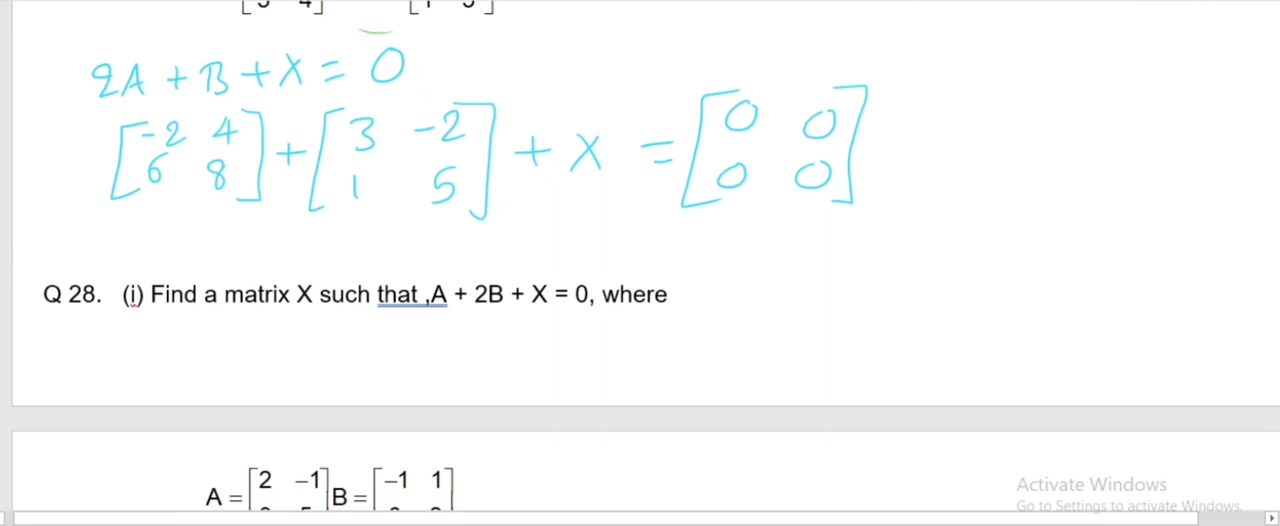 2A + B + X = 0
[-2 4] + [3 -2] + X = [0 0]
[6 8] [1 5] [0 0]
Q 28. (i) Find a matrix X such that ,A + 2B + X = 0, where
A = [2 −1] B = [−1 1]
Activate Windows
Go to Settings to activate Windows.